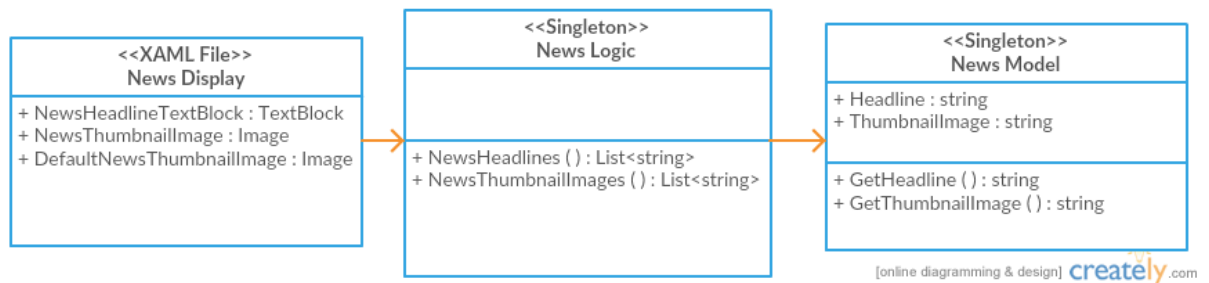 <<XAML File>>
News Display
+ NewsHeadlineTextBlock : TextBlock
+ NewsThumbnailImage : Image
+ DefaultNewsThumbnailImage : Image
<<Singleton>>
News Logic
+ NewsHeadlines ( ) : List<string>
+ NewsThumbnailImages ( ) : List<string>
<<Singleton>>
News Model
+ Headline : string
+ ThumbnailImage : string
+ GetHeadline ( ) : string
+ GetThumbnailImage ( ) : string
[online diagramming & design] creately.com